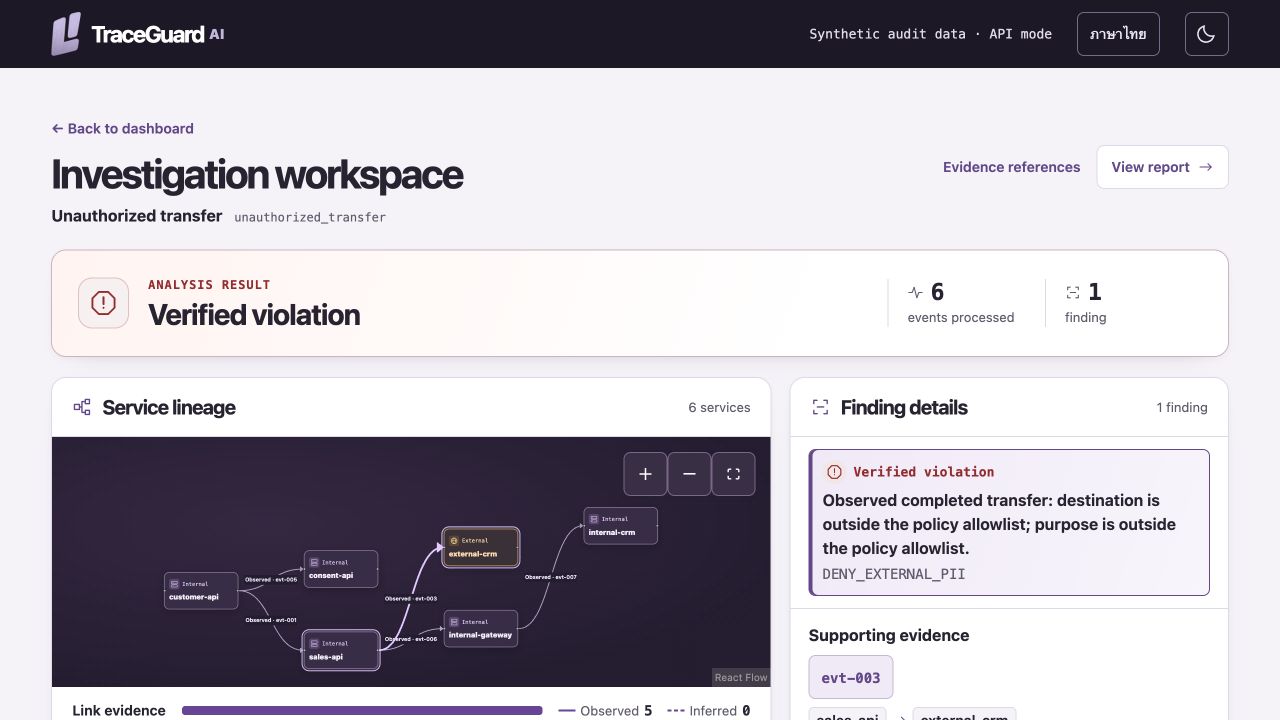 TraceGuard AI
Synthetic audit data · API mode
ภาษาไทย
← Back to dashboard
Investigation workspace
Evidence references
View report →
Unauthorized transfer unauthorized_transfer
ANALYSIS RESULT
Verified violation
6
events processed
1
finding
Service lineage
6 services
Internal
customer-api
Observed · evt-005
Observed · evt-001
Internal
consent-api
Internal
sales-api
External
external-crm
Observed · evt-003
Observed · evt-006
Internal
internal-gateway
Observed · evt-007
Internal
internal-crm
React Flow
Link evidence
Observed 5
Inferred 0
Finding details
1 finding
Verified violation
Observed completed transfer: destination is
outside the policy allowlist; purpose is outside
the policy allowlist.
DENY_EXTERNAL_PII
Supporting evidence
evt-003
sales-api → external-crm